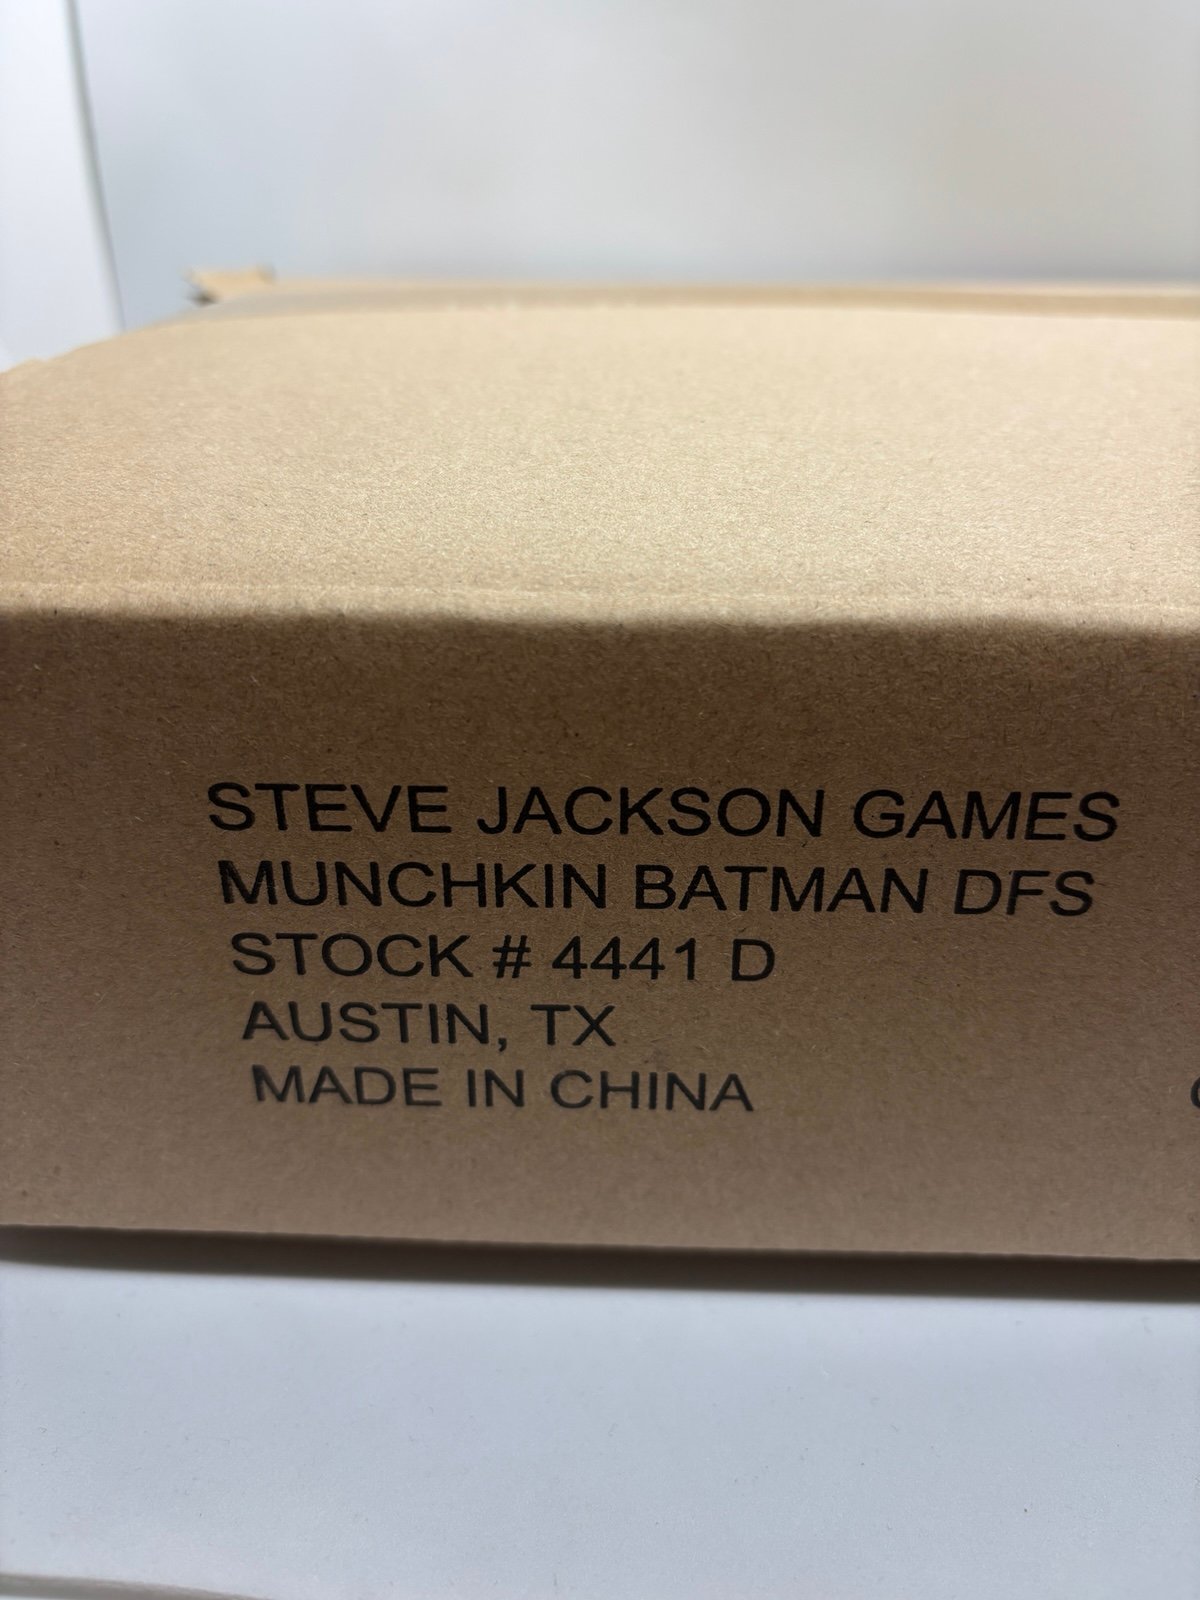 STEVE JACKSON GAMES
MUNCHKIN BATMAN DFS
STOCK # 4441 D
AUSTIN, TX
MADE IN CHINA